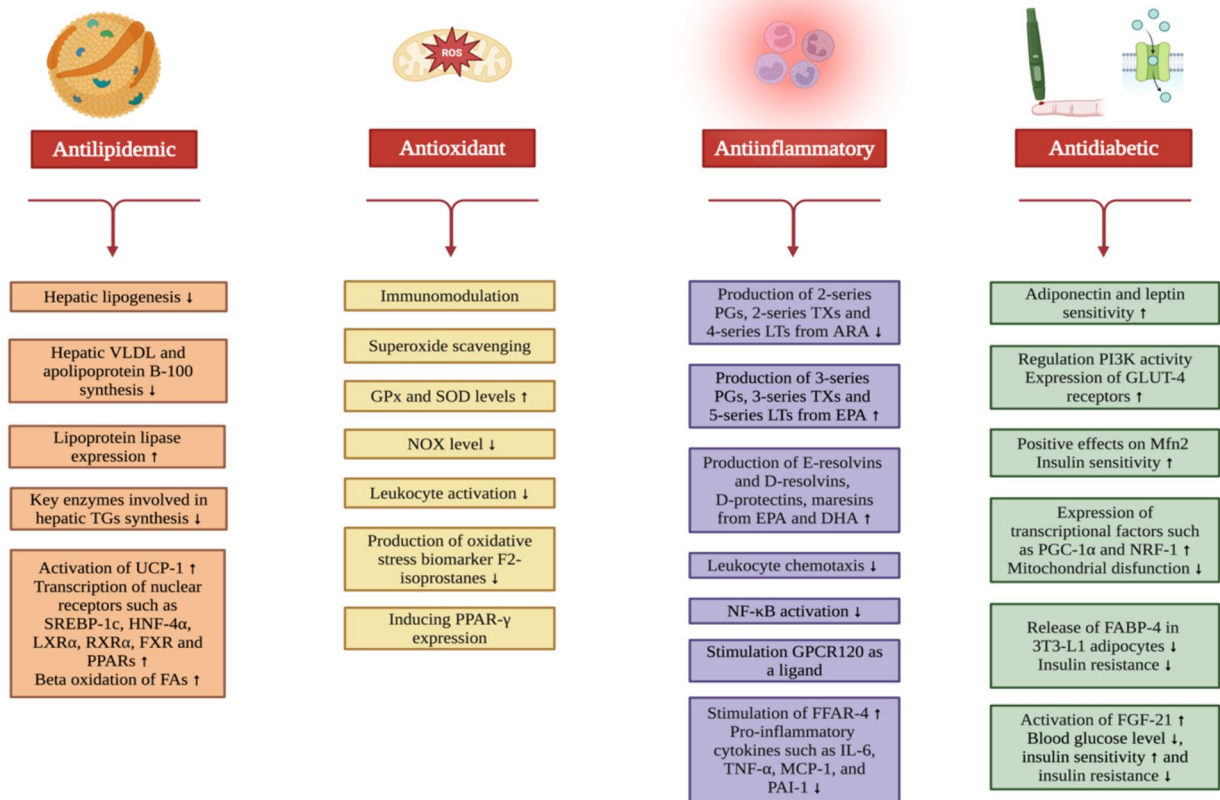 ROS
Antilipidemic
Hepatic lipogenesis ↓
Hepatic VLDL and
apolipoprotein B-100
synthesis ↓
Lipoprotein lipase
expression ↑
Key enzymes involved in
hepatic TGs synthesis ↓
Activation of UCP-1 ↑
Transcription of nuclear
receptors such as
SREBP-1c, HNF-4α,
LXRα, RXRα, FXR and
PPARs ↑
Beta oxidation of FAs ↑
Antioxidant
Immunomodulation
Superoxide scavenging
GPx and SOD levels ↑
NOX level ↓
Leukocyte activation ↓
Production of oxidative
stress biomarker F2-
isoprostanes ↓
Inducing PPAR-γ
expression
Antiinflammatory
Production of 2-series
PGs, 2-series TXs and
4-series LTs from ARA ↓
Production of 3-series
PGs, 3-series TXs and
5-series LTs from EPA ↑
Production of E-resolvins
and D-resolvins,
D-protectins, maresins
from EPA and DHA ↑
Leukocyte chemotaxis ↓
NF-κB activation ↓
Stimulation GPCR120 as
a ligand
Stimulation of FFAR-4 ↑
Pro-inflammatory
cytokines such as IL-6,
TNF-α, MCP-1, and
PAI-1 ↓
Antidiabetic
Adiponectin and leptin
sensitivity ↑
Regulation PI3K activity
Expression of GLUT-4
receptors ↑
Positive effects on Mfn2
Insulin sensitivity ↑
Expression of
transcriptional factors such
as PGC-1α and NRF-1 ↑
Mitochondrial disfunction ↓
Release of FABP-4 in
3T3-L1 adipocytes ↓
Insulin resistance ↓
Activation of FGF-21 ↑
Blood glucose level ↓,
insulin sensitivity ↑ and
insulin resistance ↓